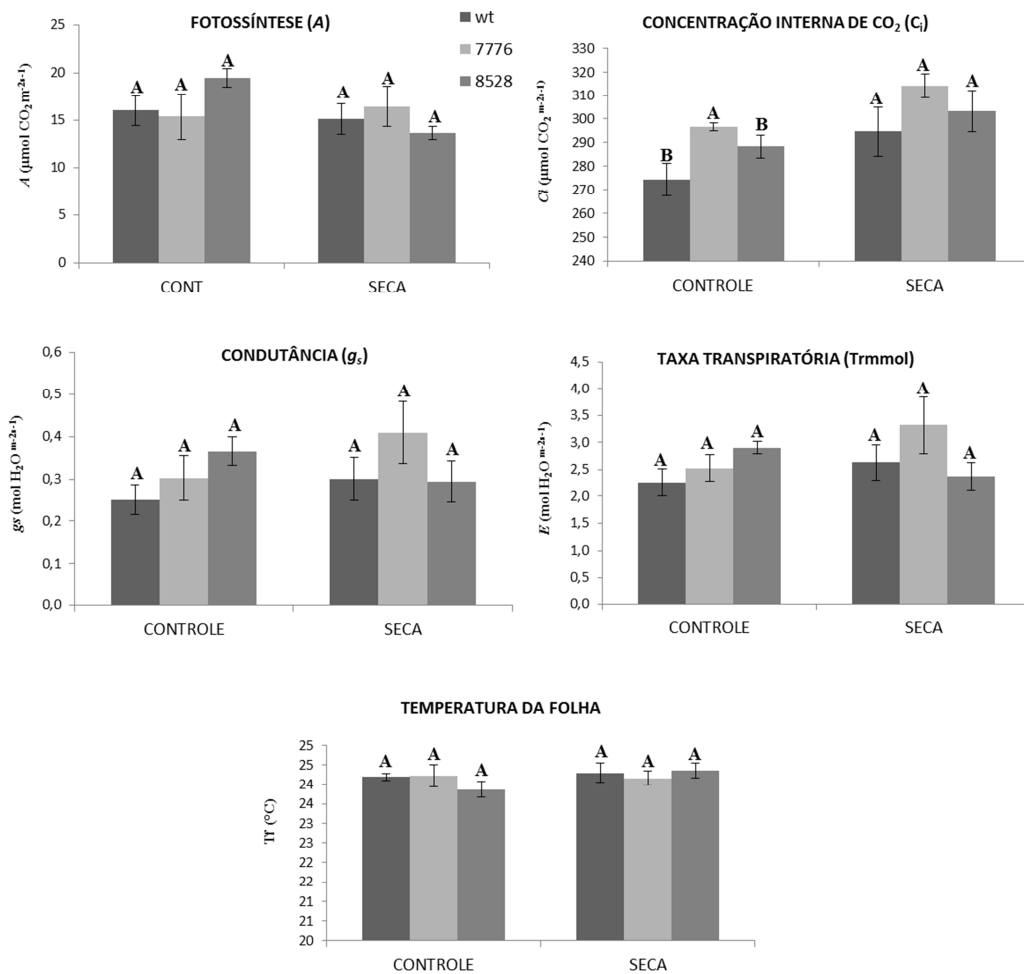 FOTOSSÍNTESE (A)
wt
7776
8528
A (µmol CO₂ m⁻²ˢ⁻¹)
25
20
15
10
5
0
A
A
A
A
A
A
CONT
SECA
CONCENTRAÇÃO INTERNA DE CO₂ (Cᵢ)
Ci (µmol CO₂ m⁻²ˢ⁻¹)
330
320
310
300
290
280
270
260
250
240
B
A
B
A
A
A
CONTROLE
SECA
CONDUTÂNCIA (gₛ)
gs (mol H₂O m⁻²ˢ⁻¹)
0,6
0,5
0,4
0,3
0,2
0,1
0,0
A
A
A
A
A
A
CONTROLE
SECA
TAXA TRANSPIRATÓRIA (Trmmol)
E (mol H₂O m⁻²ˢ⁻¹)
4,5
4,0
3,5
3,0
2,5
2,0
1,5
1,0
0,5
0,0
A
A
A
A
A
A
CONTROLE
SECA
TEMPERATURA DA FOLHA
(°C)
25
25
24
24
23
23
22
22
21
21
20
A
A
A
A
A
A
CONTROLE
SECA